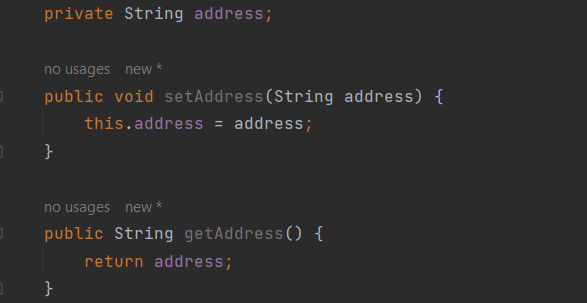 private String address;
no usages new *
public void setAddress(String address) {
this.address = address;
}
no usages new *
public String getAddress() {
return address;
}